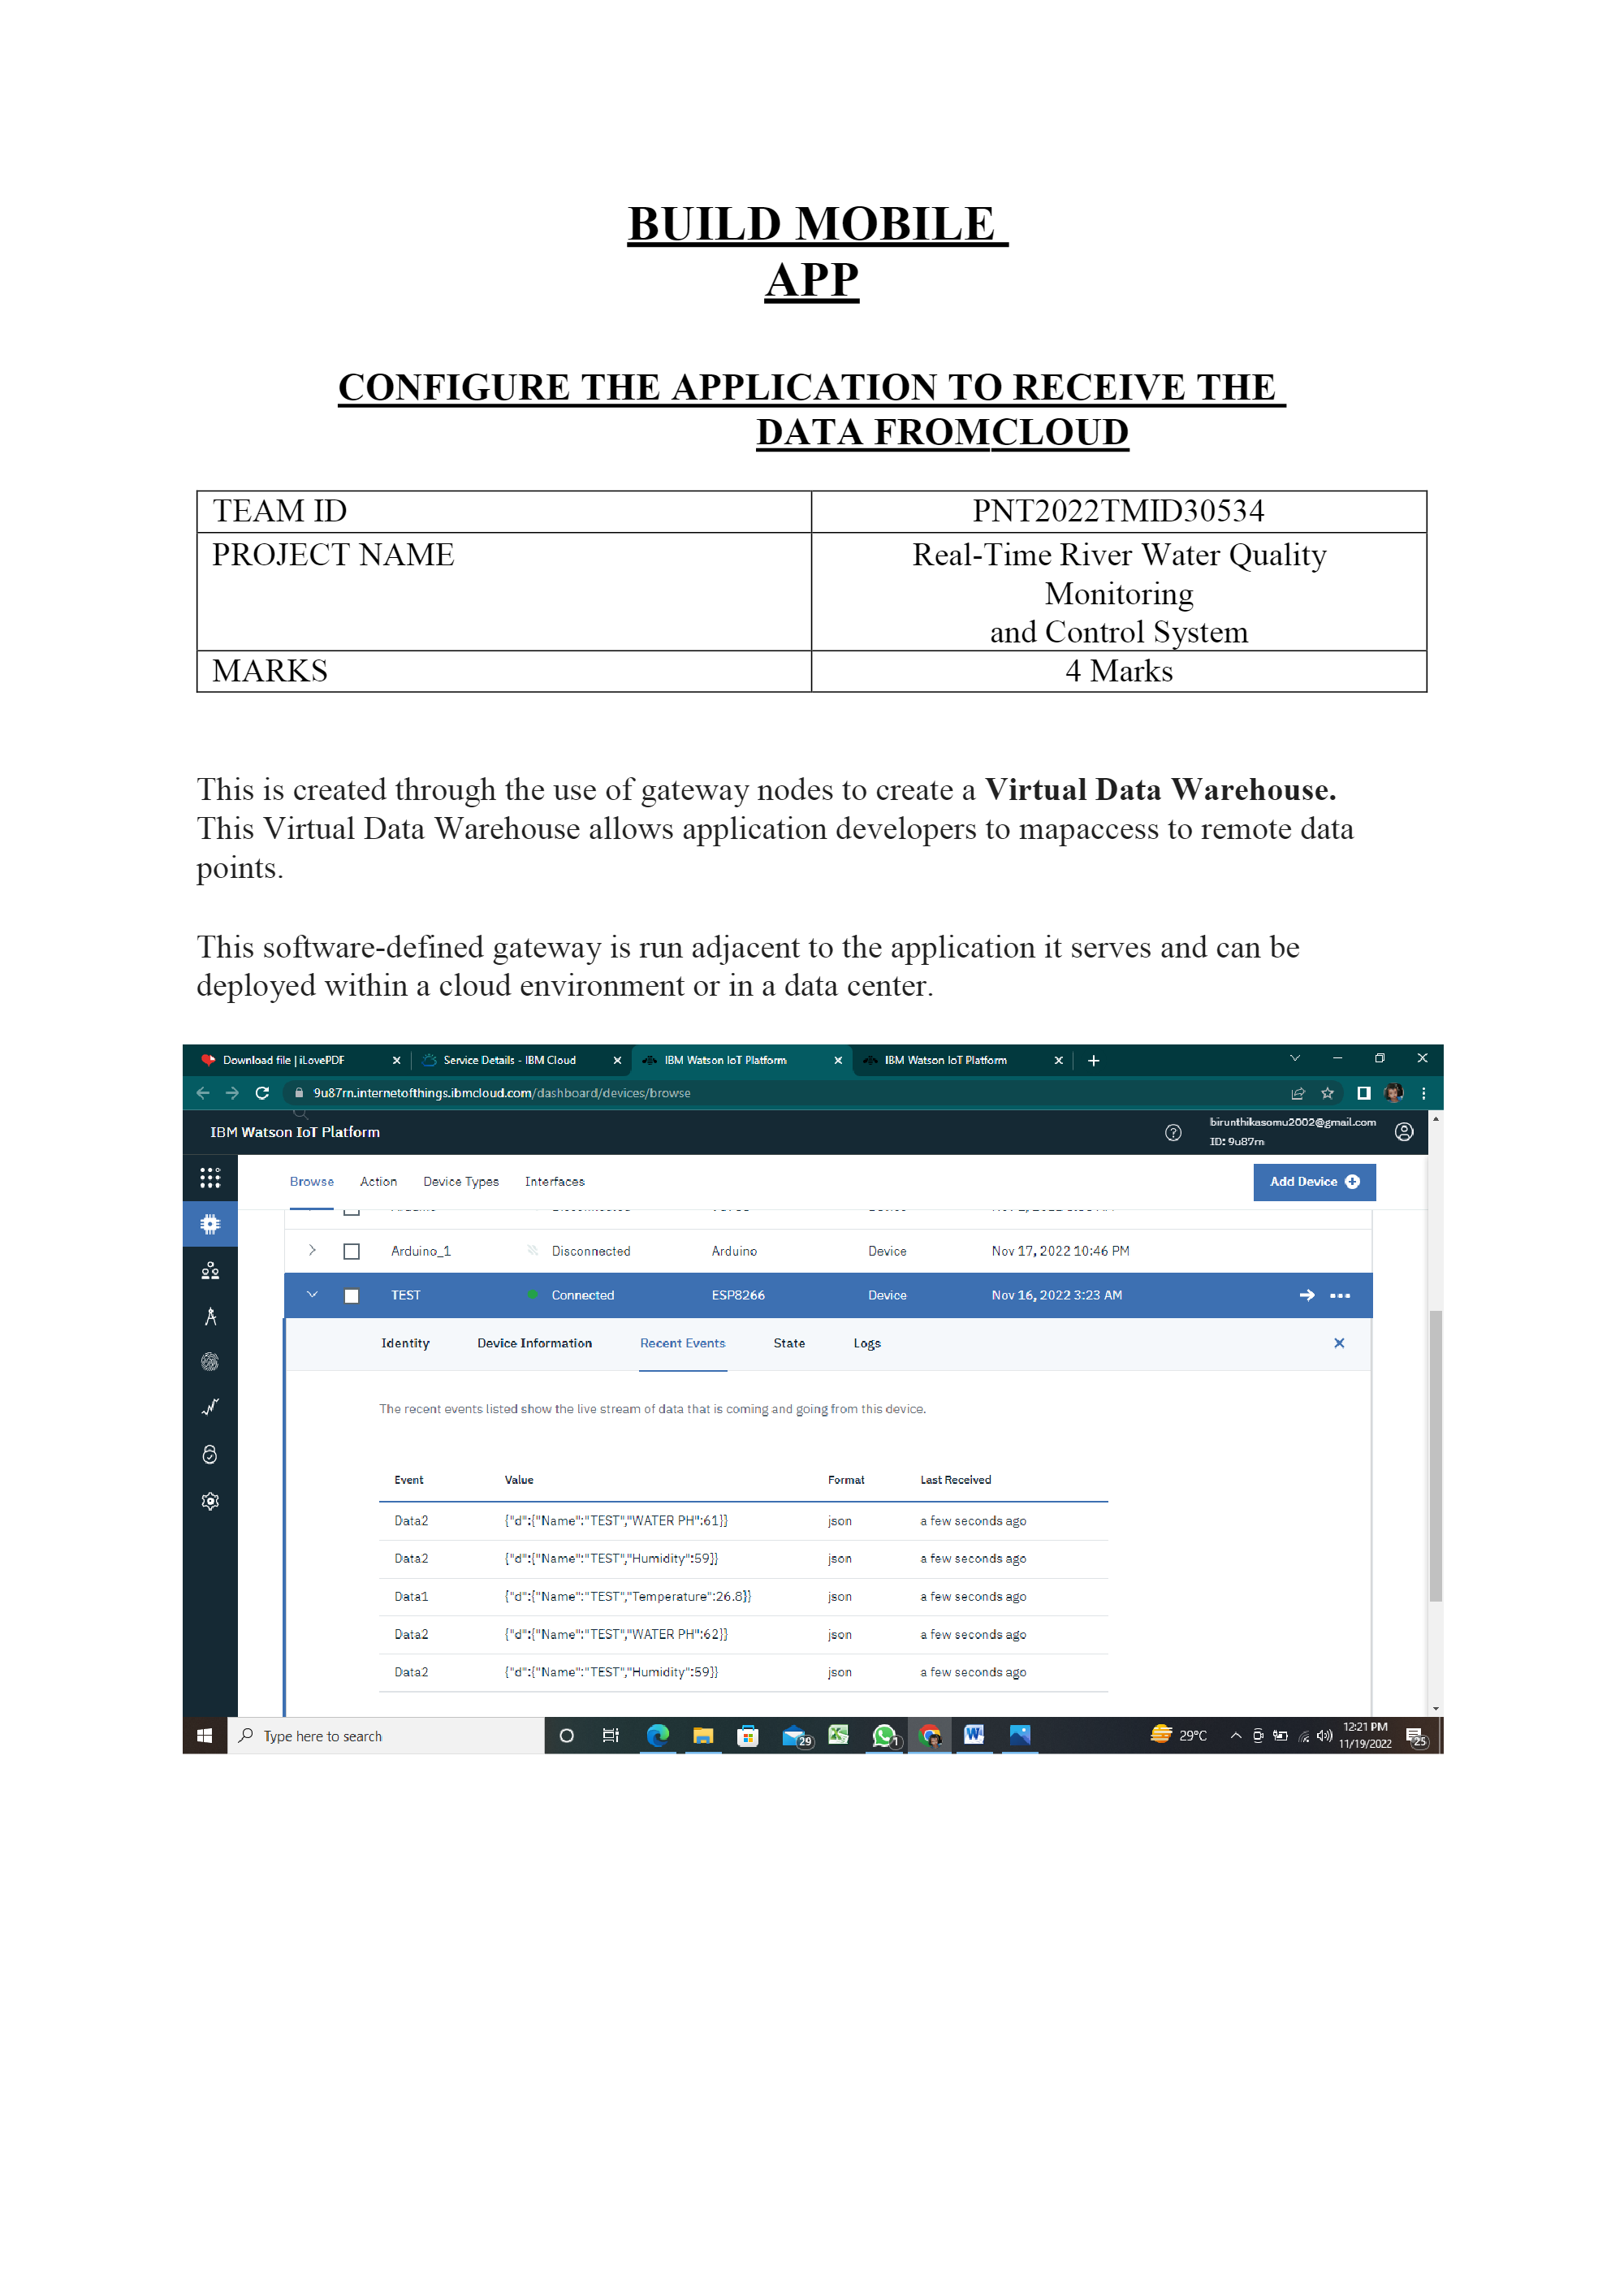 BUILD MOBILE
APP
CONFIGURE THE APPLICATION TO RECEIVE THE
DATA FROMCLOUD
TEAM ID PNT2022TMID30534
PROJECT NAME Real-Time River Water Quality
Monitoring
and Control System
MARKS 4 Marks
This is created through the use of gateway nodes to create a Virtual Data Warehouse.
This Virtual Data Warehouse allows application developers to mapaccess to remote data
points.
This software-defined gateway is run adjacent to the application it serves and can be
deployed within a cloud environment or in a data center.
Download file | iLovePDF Service Details - IBM Cloud IBM Watson IoT Platform IBM Watson IoT Platform
9u87rn.internetofthings.ibmcloud.com/dashboard/devices/browse
IBM Watson IoT Platform birunthikasomu2002@gmail.com
ID: 9u87rn
Browse Action Device Types Interfaces Add Device
Arduino_1 Disconnected Arduino Device Nov 17, 2022 10:46 PM
TEST Connected ESP8266 Device Nov 16, 2022 3:23 AM
Identity Device Information Recent Events State Logs
The recent events listed show the live stream of data that is coming and going from this device.
Event Value Format Last Received
Data2 {"d":{"Name":"TEST","WATER PH":61}} json a few seconds ago
Data2 {"d":{"Name":"TEST","Humidity":59}} json a few seconds ago
Data1 {"d":{"Name":"TEST","Temperature":26.8}} json a few seconds ago
Data2 {"d":{"Name":"TEST","WATER PH":62}} json a few seconds ago
Data2 {"d":{"Name":"TEST","Humidity":59}} json a few seconds ago
Type here to search 29 1 29°C 12:21 PM
11/19/2022 25